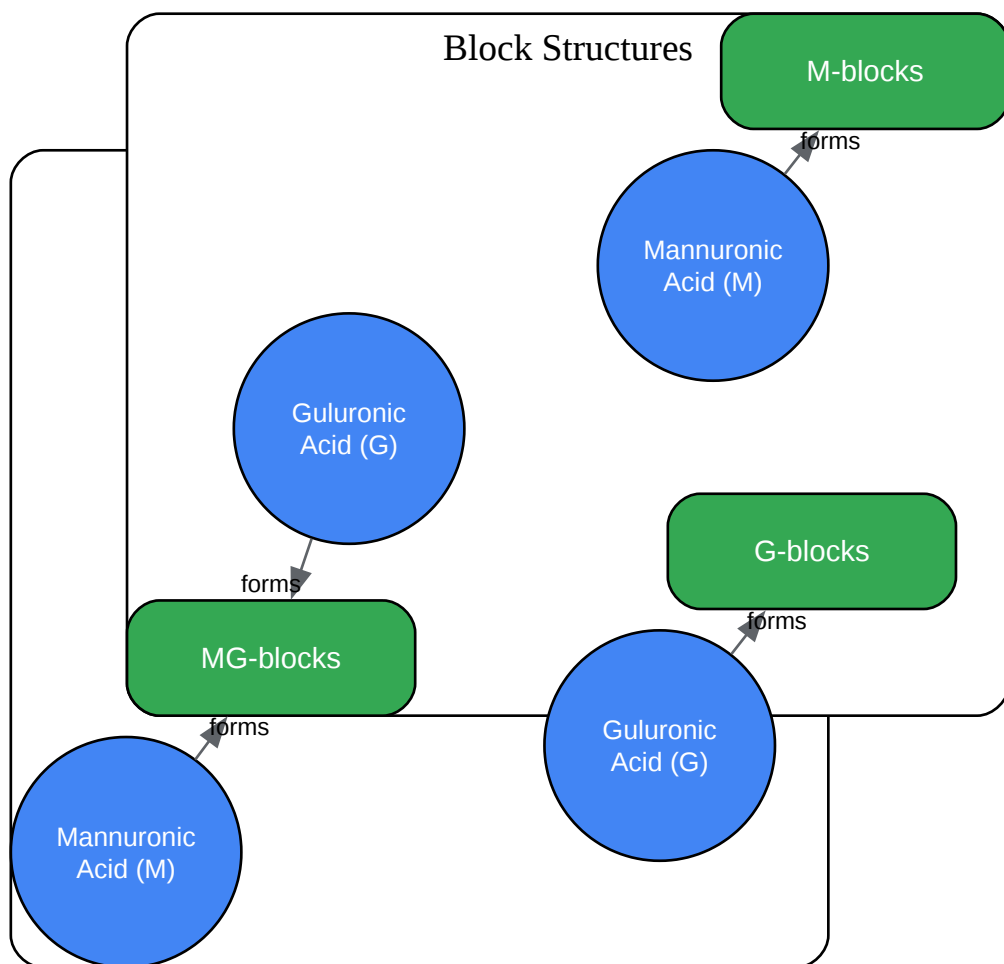 Block Structures
M-blocks
forms
Mannuronic
Acid (M)
Guluronic
Acid (G)
forms
G-blocks
forms
MG-blocks
forms
Guluronic
Acid (G)
Mannuronic
Acid (M)